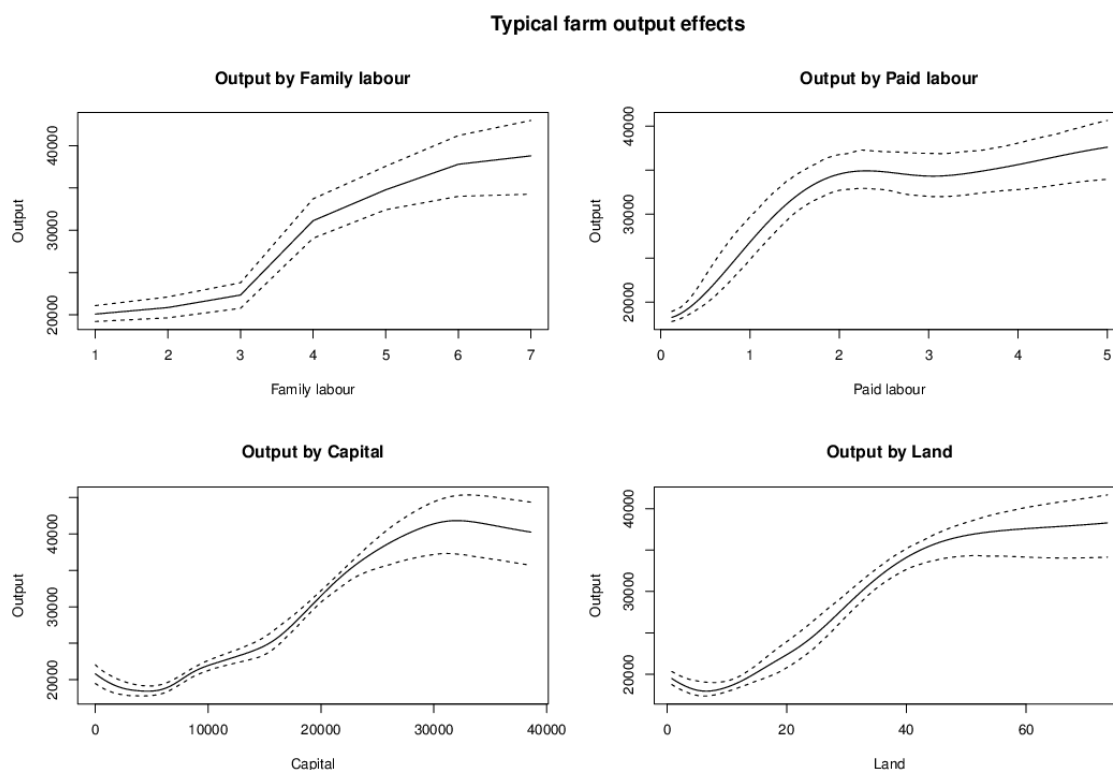 Typical farm output effects
Output by Family labour
Output
20000
30000
40000
1 2 3 4 5 6 7
Family labour
Output by Paid labour
Output
20000
30000
40000
0 1 2 3 4 5
Paid labour
Output by Capital
Output
20000
30000
40000
0 10000 20000 30000 40000
Capital
Output by Land
Output
20000
30000
40000
0 20 40 60
Land